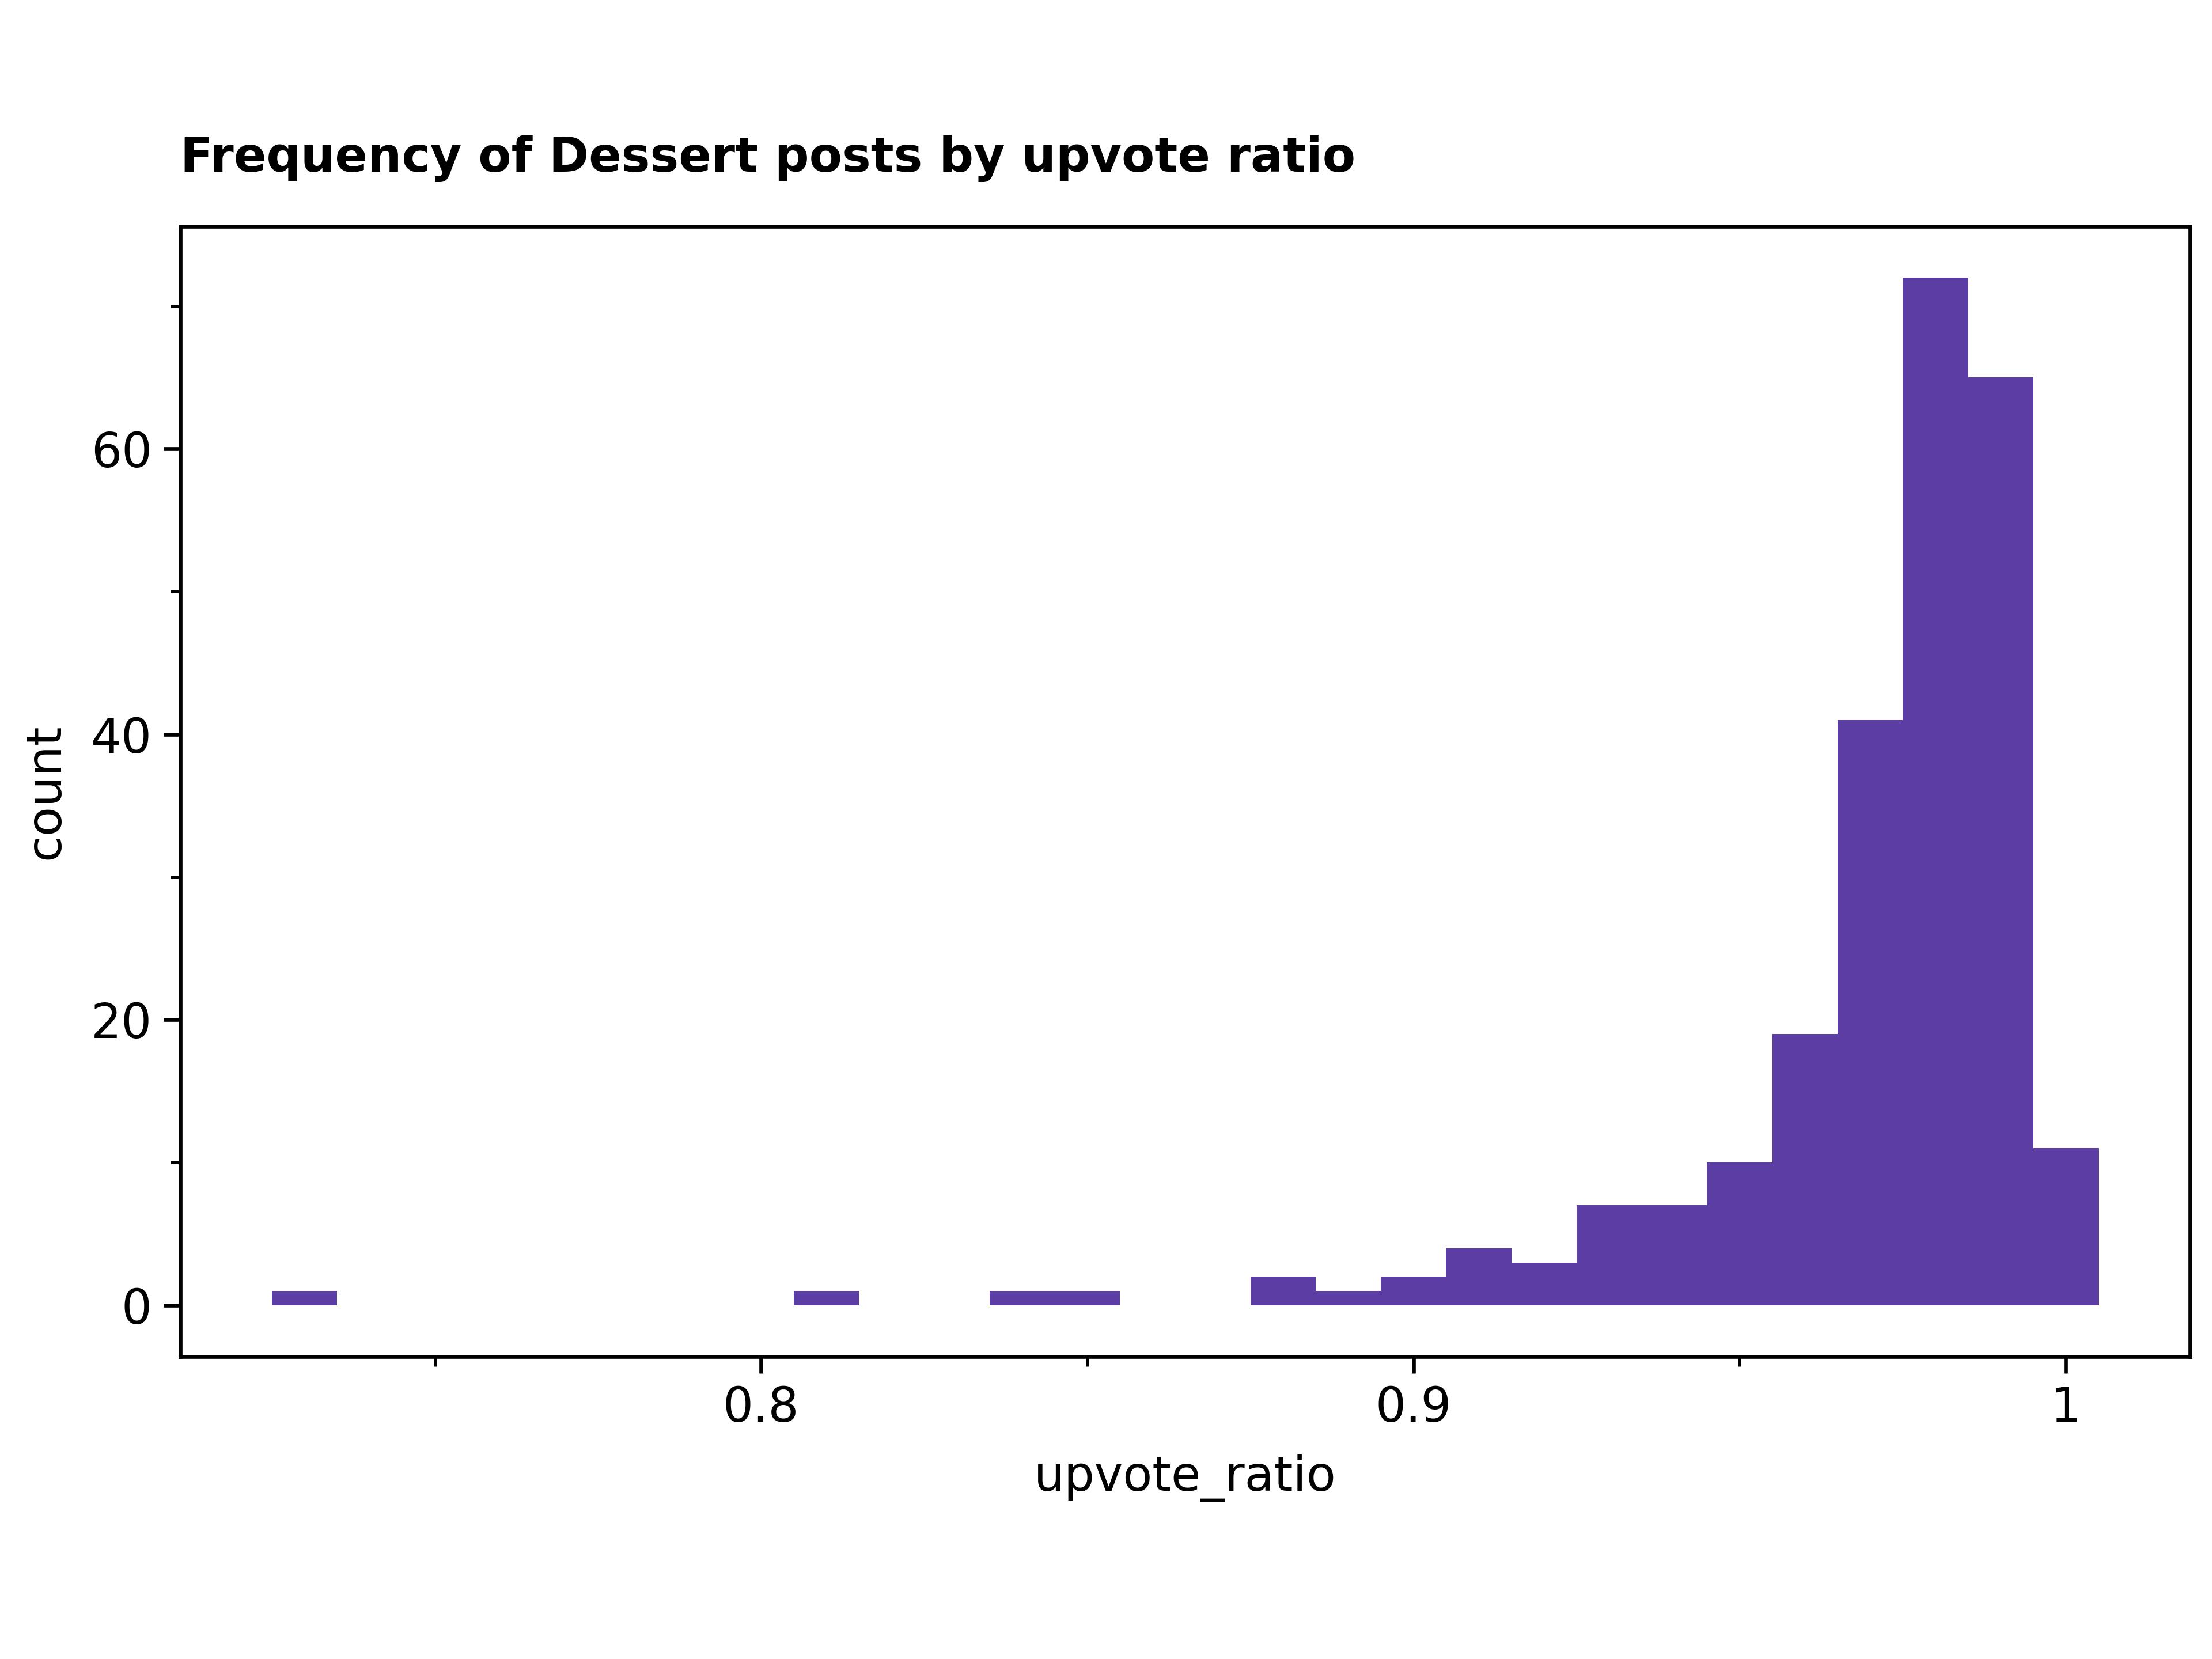 Frequency of Dessert posts by upvote ratio
60
40
20
0
count
0.8
0.9
1
upvote_ratio